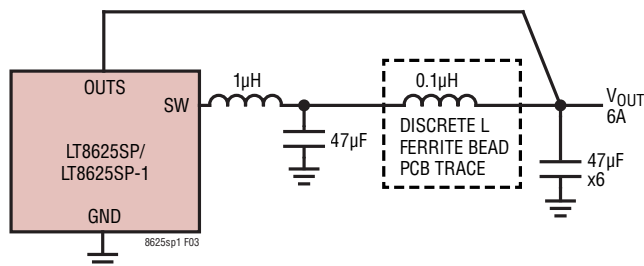 OUTS
SW
LT8625SP/
LT8625SP-1
GND
8625sp1 F03
1µH
47µF
0.1µH
DISCRETE L
FERRITE BEAD
PCB TRACE
VOUT
6A
47µF
x6